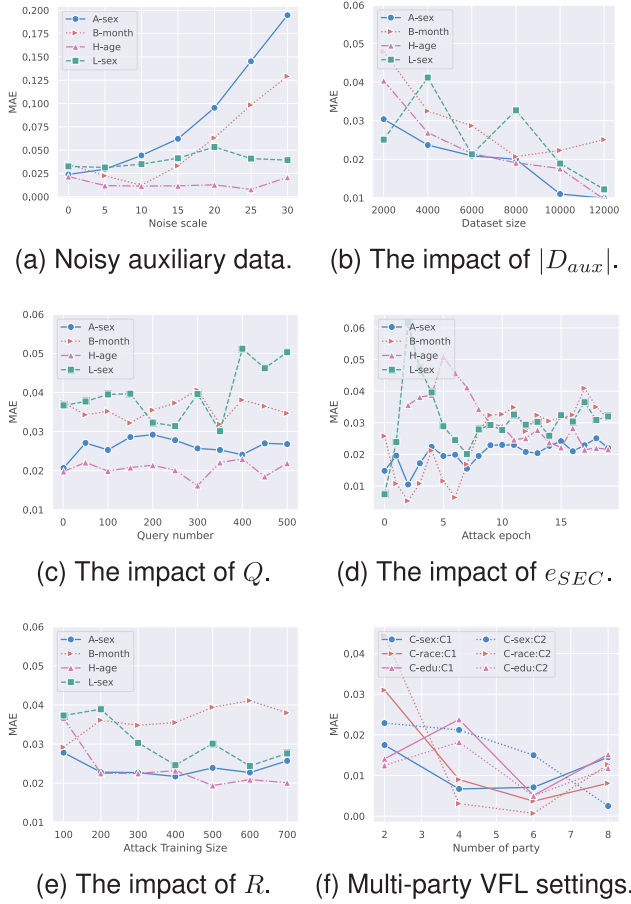 0.200
0.175
0.150
0.125
0.100
0.075
0.050
0.025
0.000
MAE
A-sex
B-month
H-age
L-sex
0 5 10 15 20 25 30
Noise scale
(a) Noisy auxiliary data.
0.06
0.05
0.04
0.03
0.02
0.01
MAE
A-sex
B-month
H-age
L-sex
2000 4000 6000 8000 10000 12000
Dataset size
(b) The impact of |D_aux|.
0.06
0.05
0.04
0.03
0.02
0.01
MAE
A-sex
B-month
H-age
L-sex
0 100 200 300 400 500
Query number
(c) The impact of Q.
0.06
0.05
0.04
0.03
0.02
0.01
MAE
A-sex
B-month
H-age
L-sex
0 5 10 15
Attack epoch
(d) The impact of e_SEC.
0.06
0.05
0.04
0.03
0.02
0.01
MAE
A-sex
B-month
H-age
L-sex
100 200 300 400 500 600 700
Attack Training Size
(e) The impact of R.
0.04
0.03
0.02
0.01
0.00
MAE
C-sex:C1 C-sex:C2
C-race:C1 C-race:C2
C-edu:C1 C-edu:C2
2 3 4 5 6 7 8
Number of party
(f) Multi-party VFL settings.